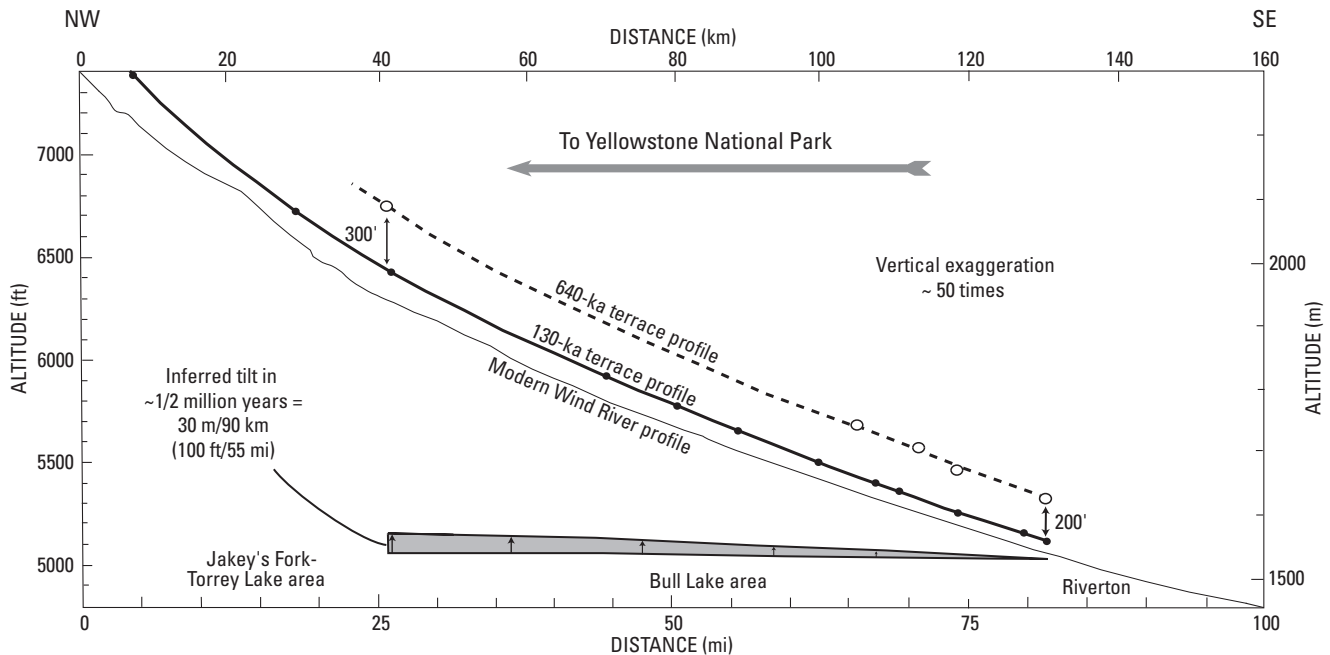 NW
SE
DISTANCE (km)
0 20 40 60 80 100 120 140 160
To Yellowstone National Park
7000
6500
6000
5500
5000
ALTITUDE (ft)
2000
1500
ALTITUDE (m)
300'
Vertical exaggeration
~ 50 times
640-ka terrace profile
130-ka terrace profile
Modern Wind River profile
Inferred tilt in
~1/2 million years =
30 m/90 km
(100 ft/55 mi)
200'
Jakey's Fork-
Torrey Lake area
Bull Lake area
Riverton
0 25 50 75 100
DISTANCE (mi)